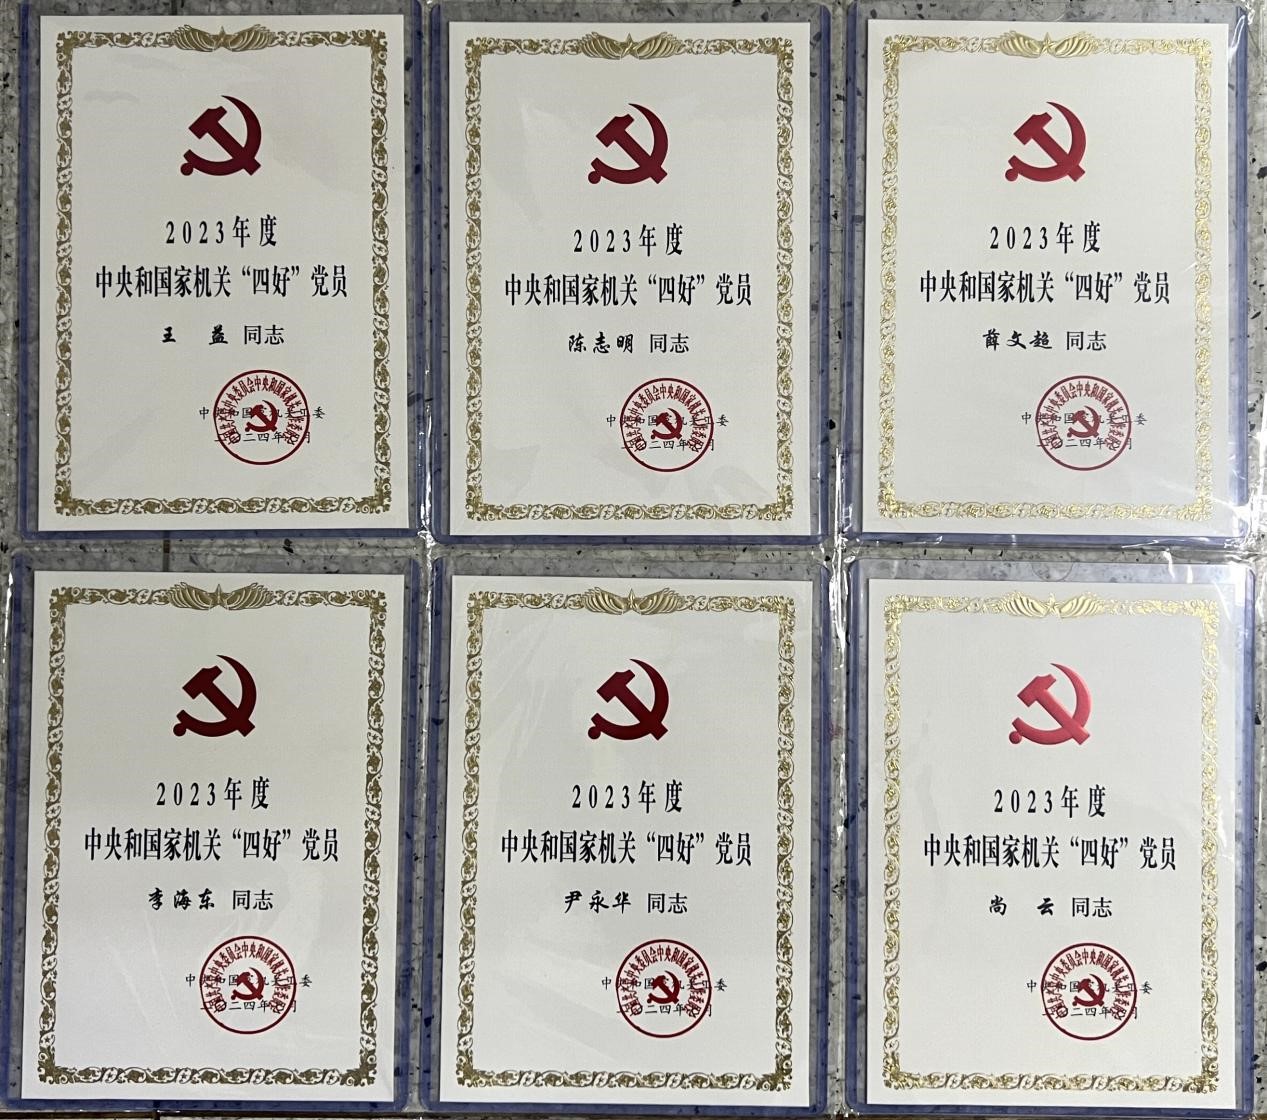 2023年度
中央和国家机关“四好”党员
王 益 同志
2023年度
中央和国家机关“四好”党员
陈志明 同志
2023年度
中央和国家机关“四好”党员
薛文超 同志
2023年度
中央和国家机关“四好”党员
李海东 同志
2023年度
中央和国家机关“四好”党员
尹永华 同志
2023年度
中央和国家机关“四好”党员
尚 云 同志